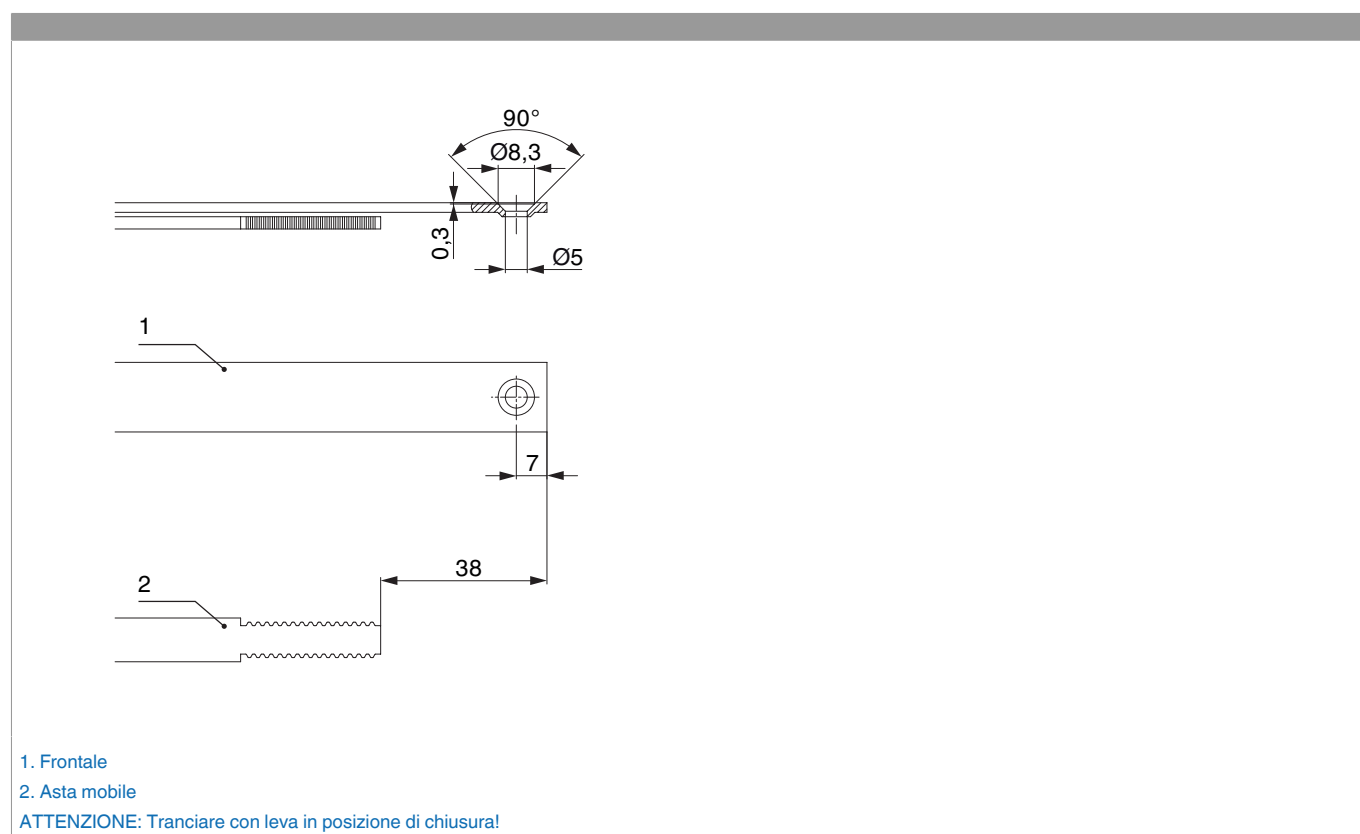 90°
Ø8,3
0,3
Ø5
1
7
38
2
1. Frontale
2. Asta mobile
ATTENZIONE: Tranciare con leva in posizione di chiusura!